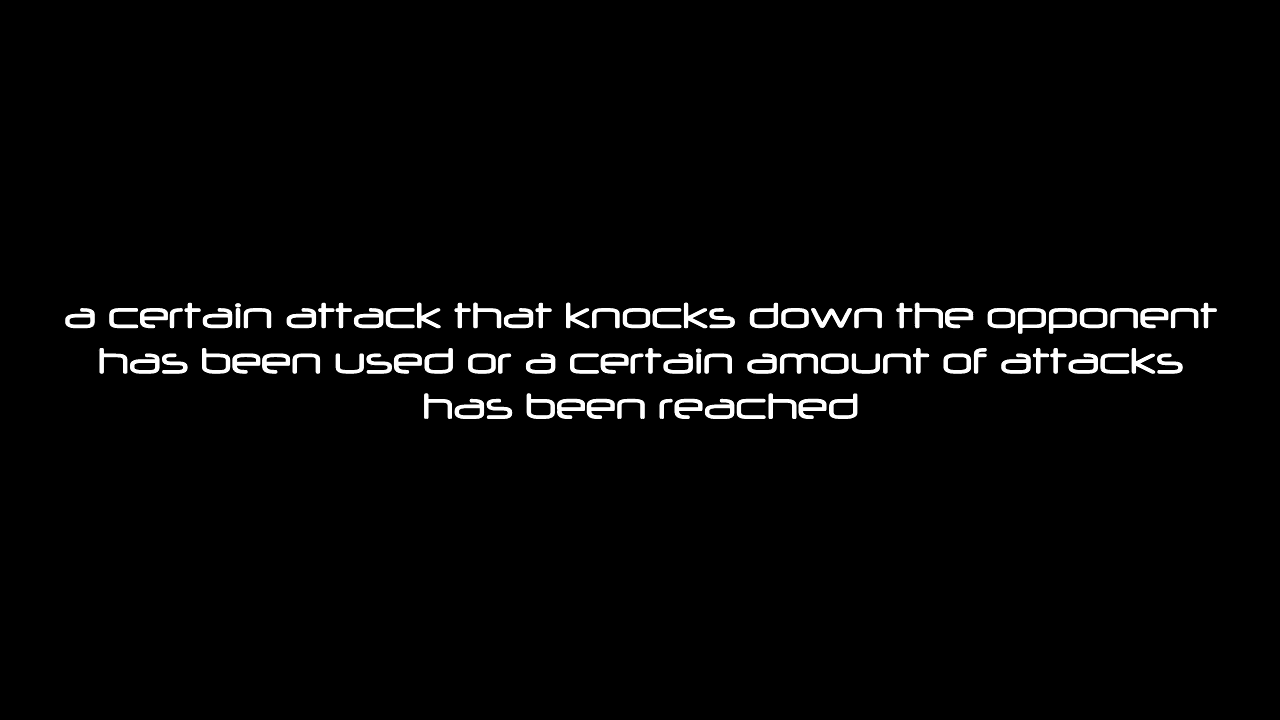 a certain attack that knocks down the opponent
has been used or a certain amount of attacks
has been reached